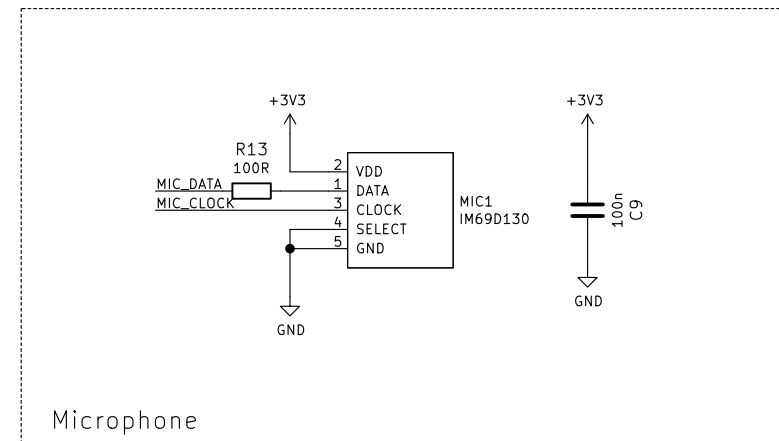 +3V3
+3V3
R13
100R
MIC_DATA
MIC_CLOCK
2 VDD
1 DATA
3 CLOCK
4 SELECT
5 GND
MIC1
IM69D130
100n
C9
GND
GND
Microphone